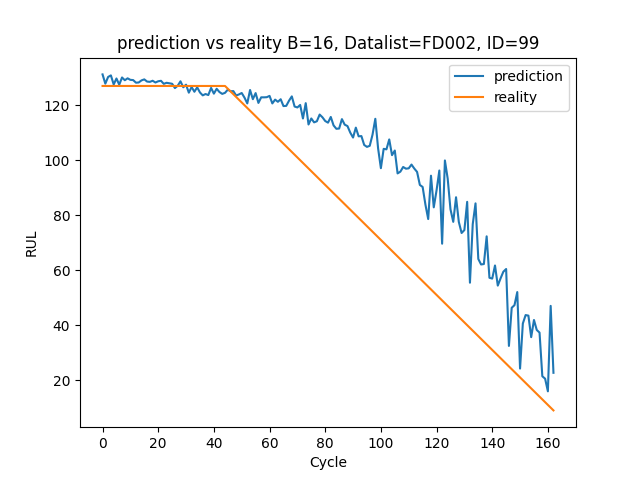 prediction vs reality B=16, Datalist=FD002, ID=99
prediction
reality
RUL
120
100
80
60
40
20
0 20 40 60 80 100 120 140 160
Cycle